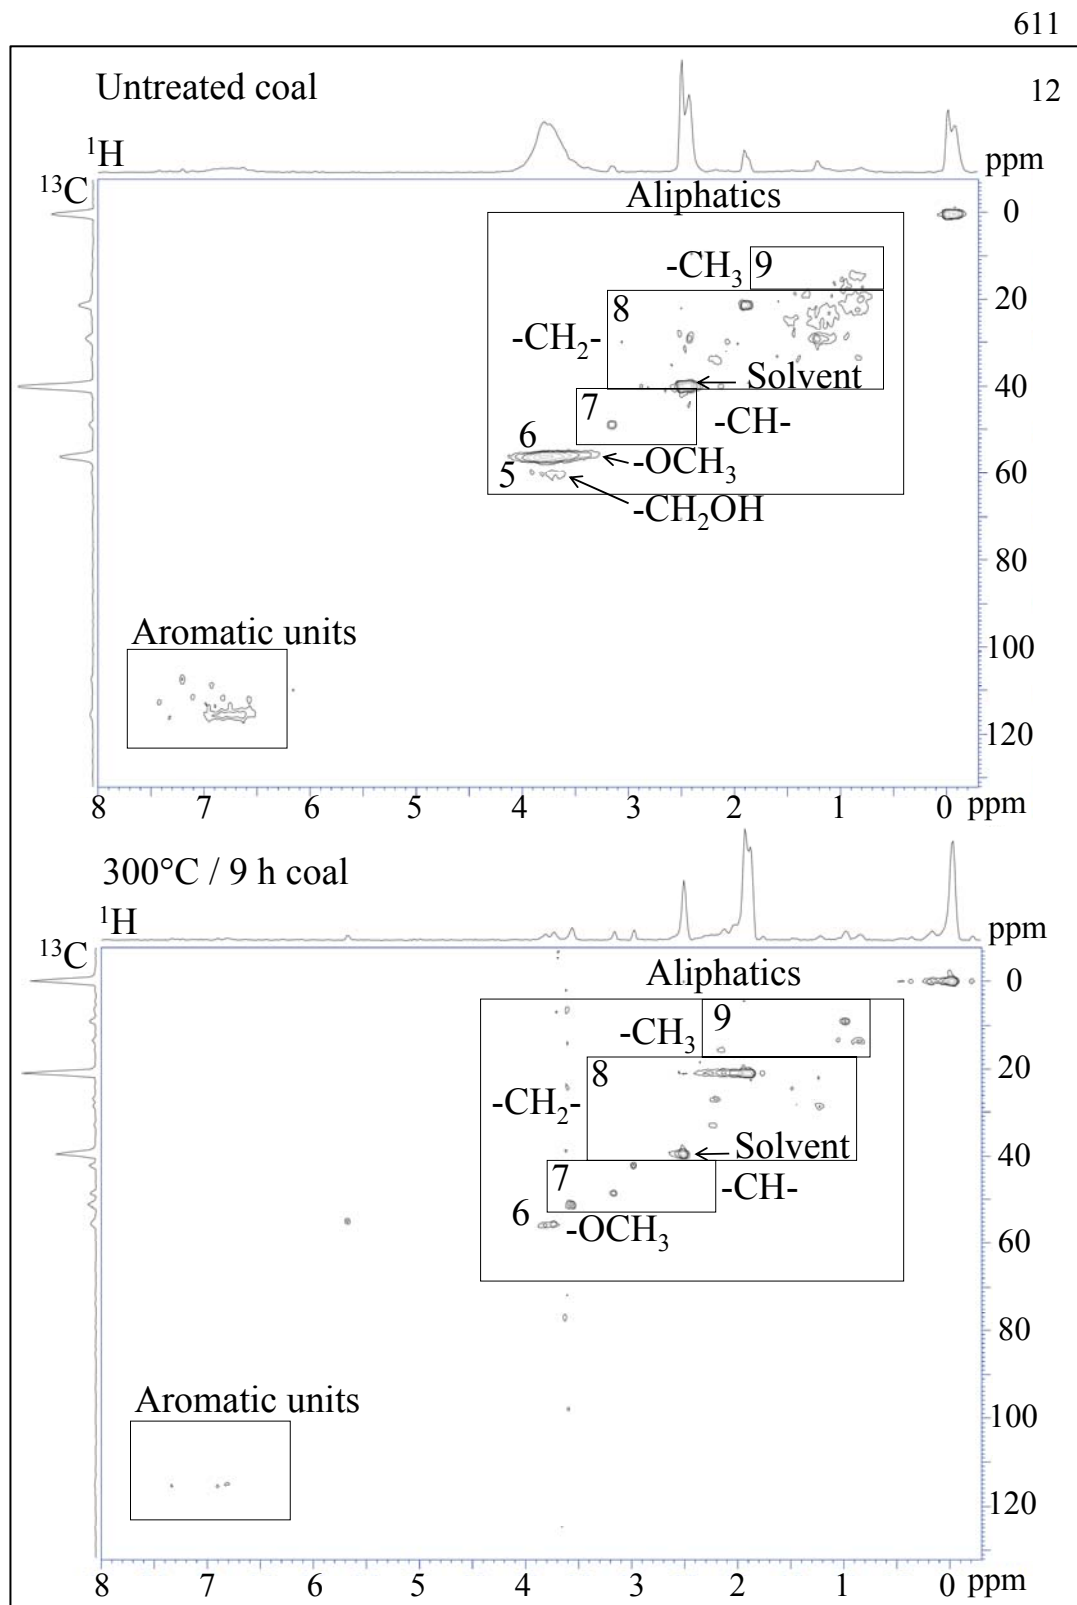 611
12
Untreated coal
¹H
ppm
¹³C
Aliphatics
0
-CH₃ 9
20
8
-CH₂-
Solvent
40
7
-CH-
6
-OCH₃
5
60
-CH₂OH
80
Aromatic units
100
120
8 7 6 5 4 3 2 1 0 ppm
300°C / 9 h coal
¹H
ppm
¹³C
Aliphatics
0
-CH₃ 9
20
8
-CH₂-
Solvent
40
7
-CH-
6
-OCH₃
60
80
Aromatic units
100
120
8 7 6 5 4 3 2 1 0 ppm